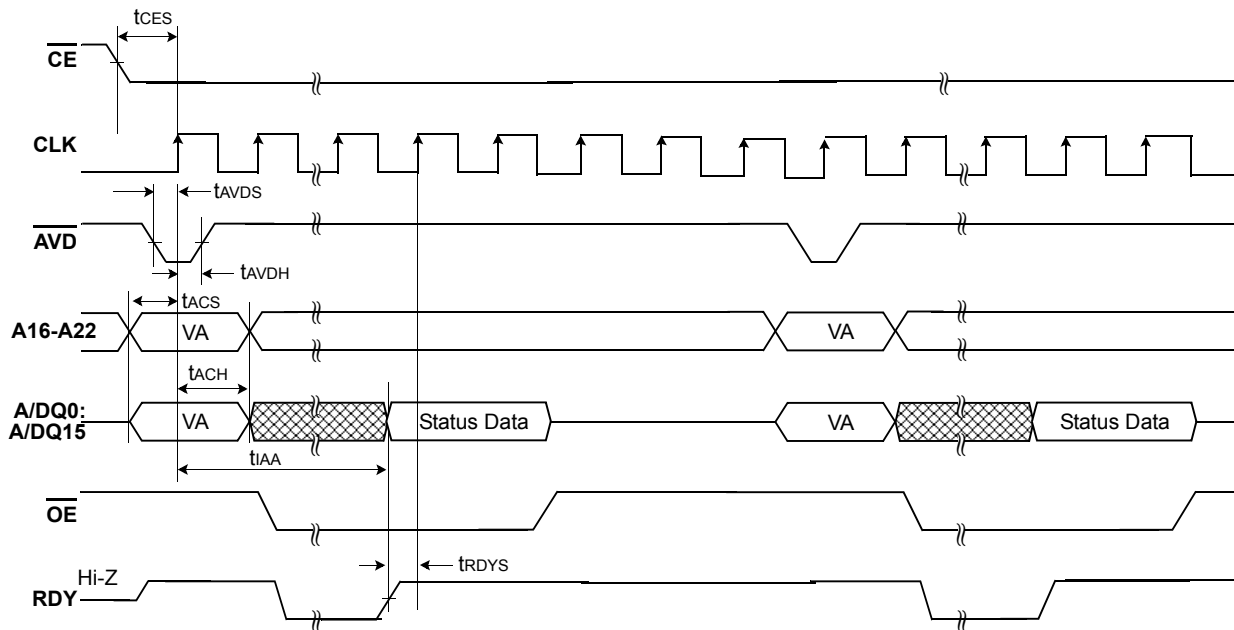 tCES
CE
CLK
tAVDS
AVD
tAVDH
tACS
A16-A22
VA
VA
tACH
A/DQ0:
A/DQ15
VA
Status Data
VA
Status Data
tIAA
OE
tRDYS
Hi-Z
RDY